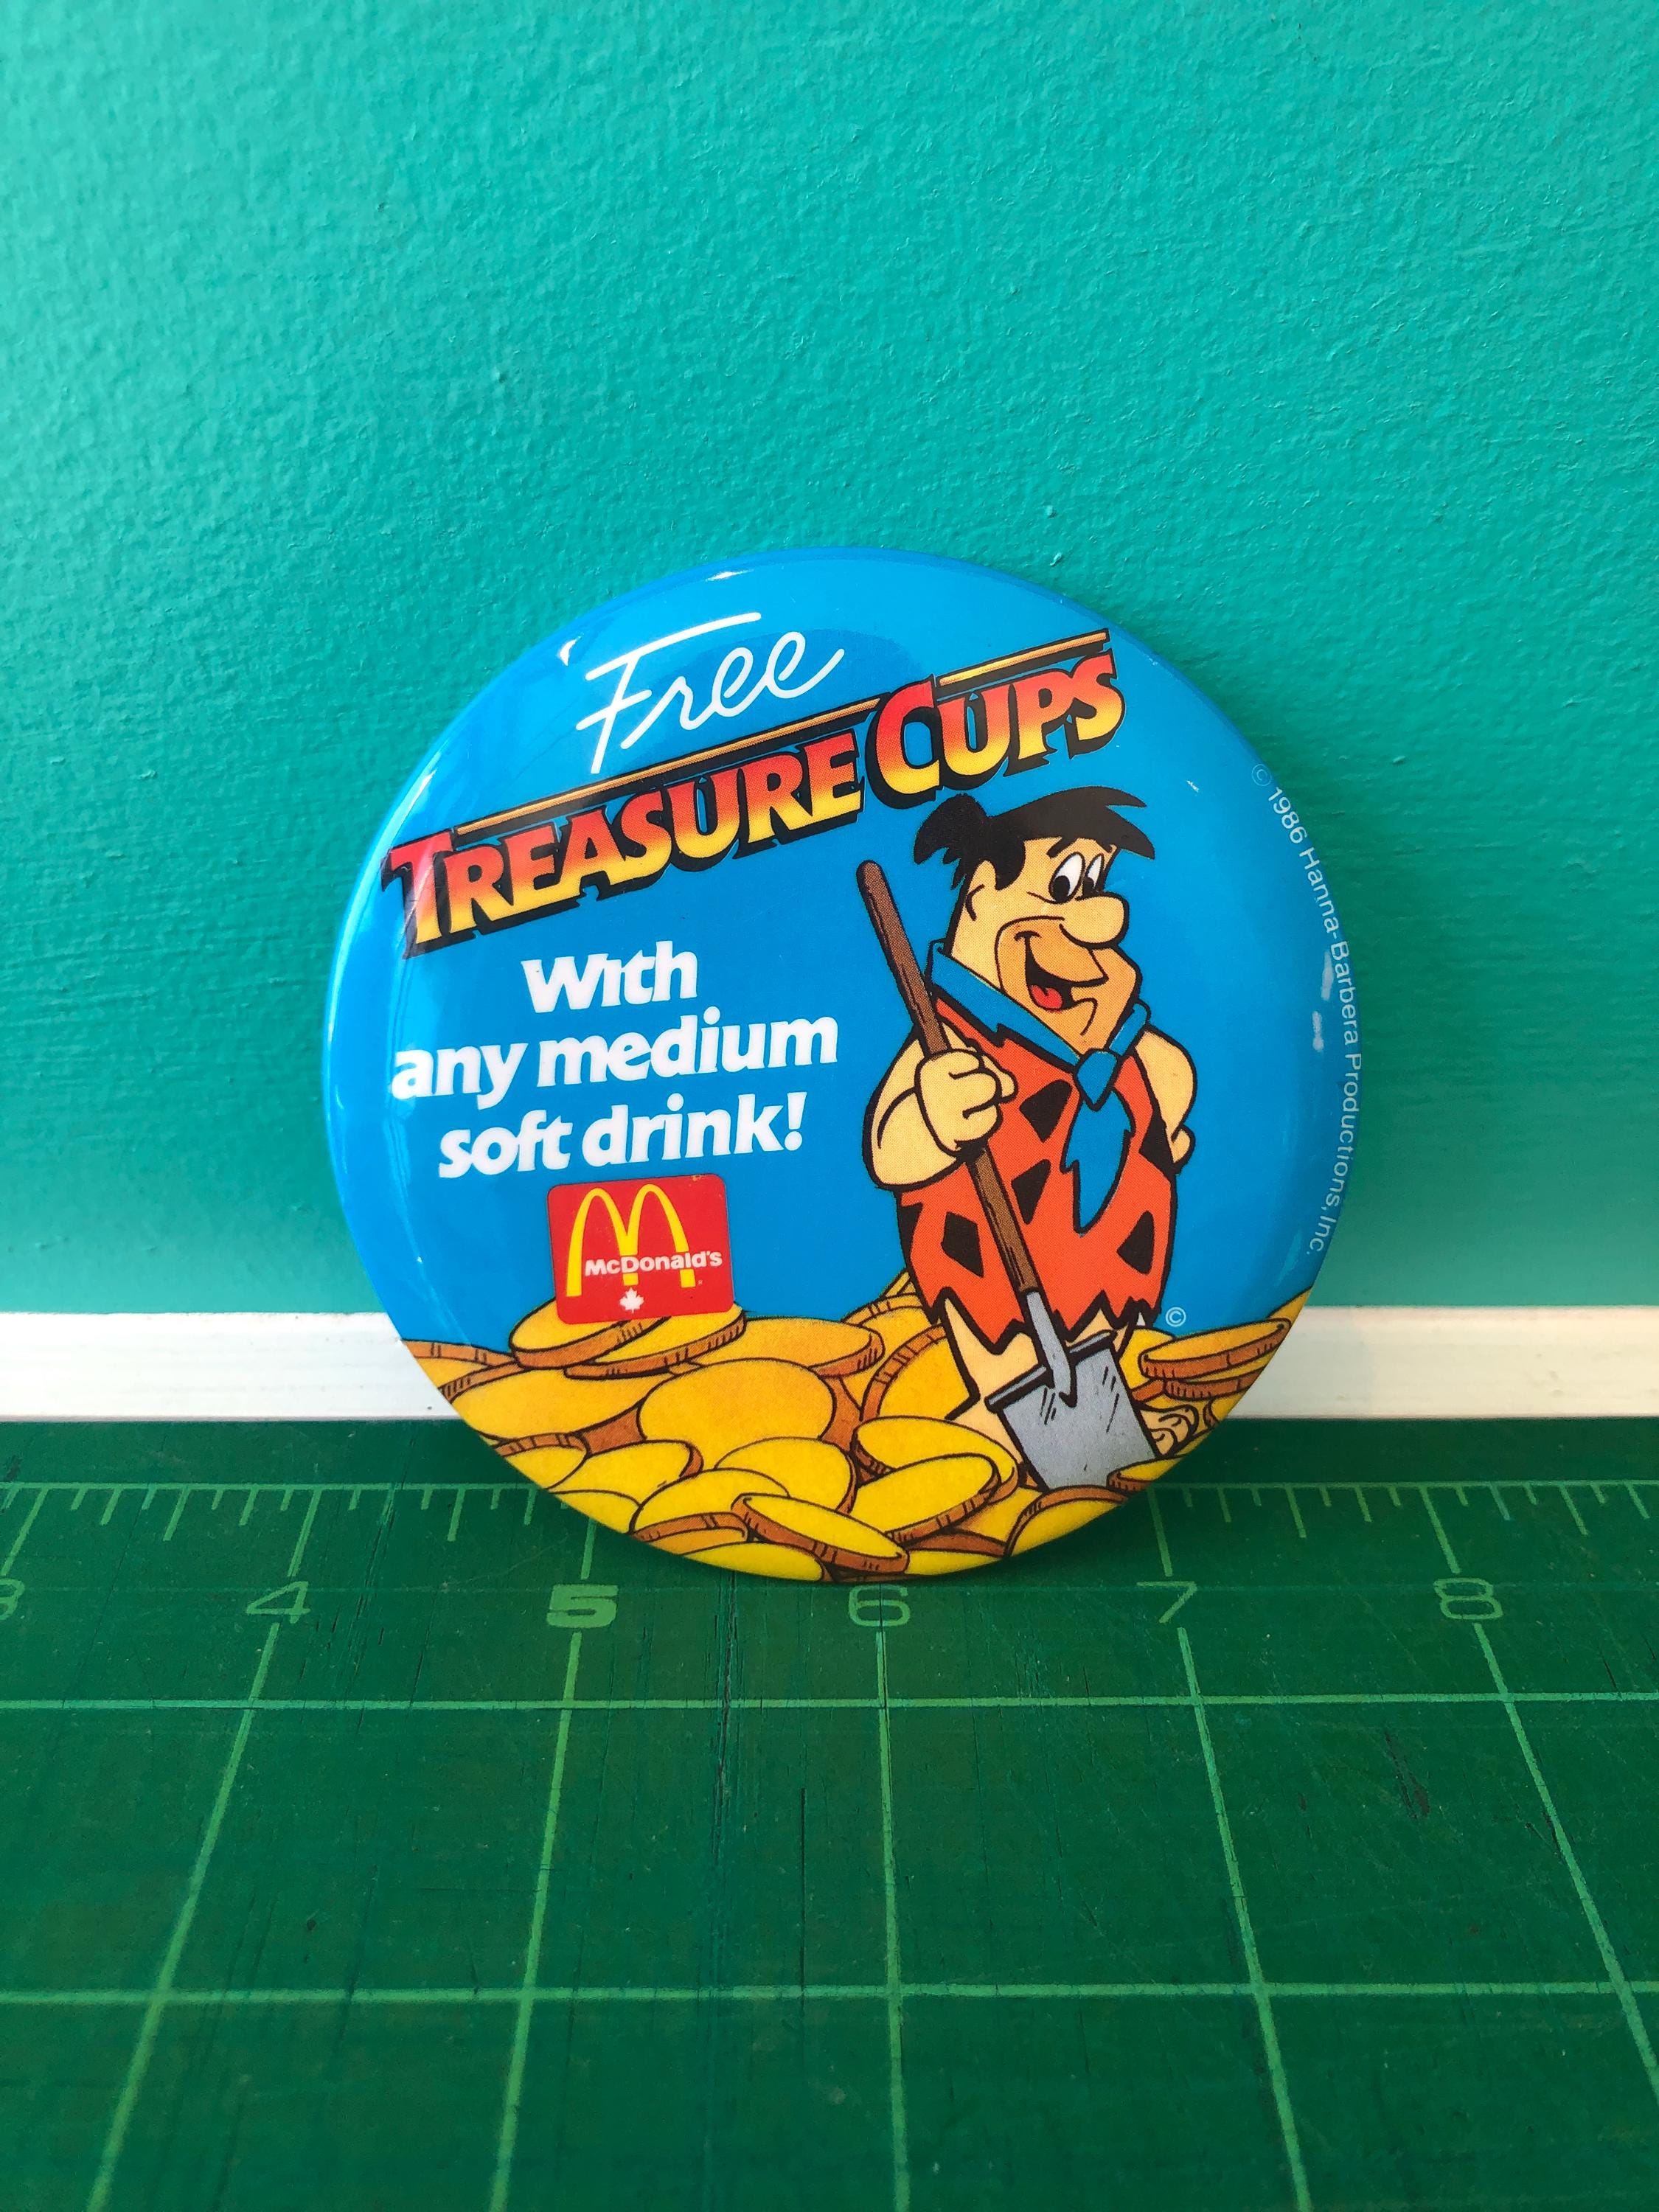 Free
TREASURE CUPS
With
any medium
soft drink!
McDonald's
©
© 1986 Hanna-Barbera Productions, Inc.
3 4 5 6 7 8